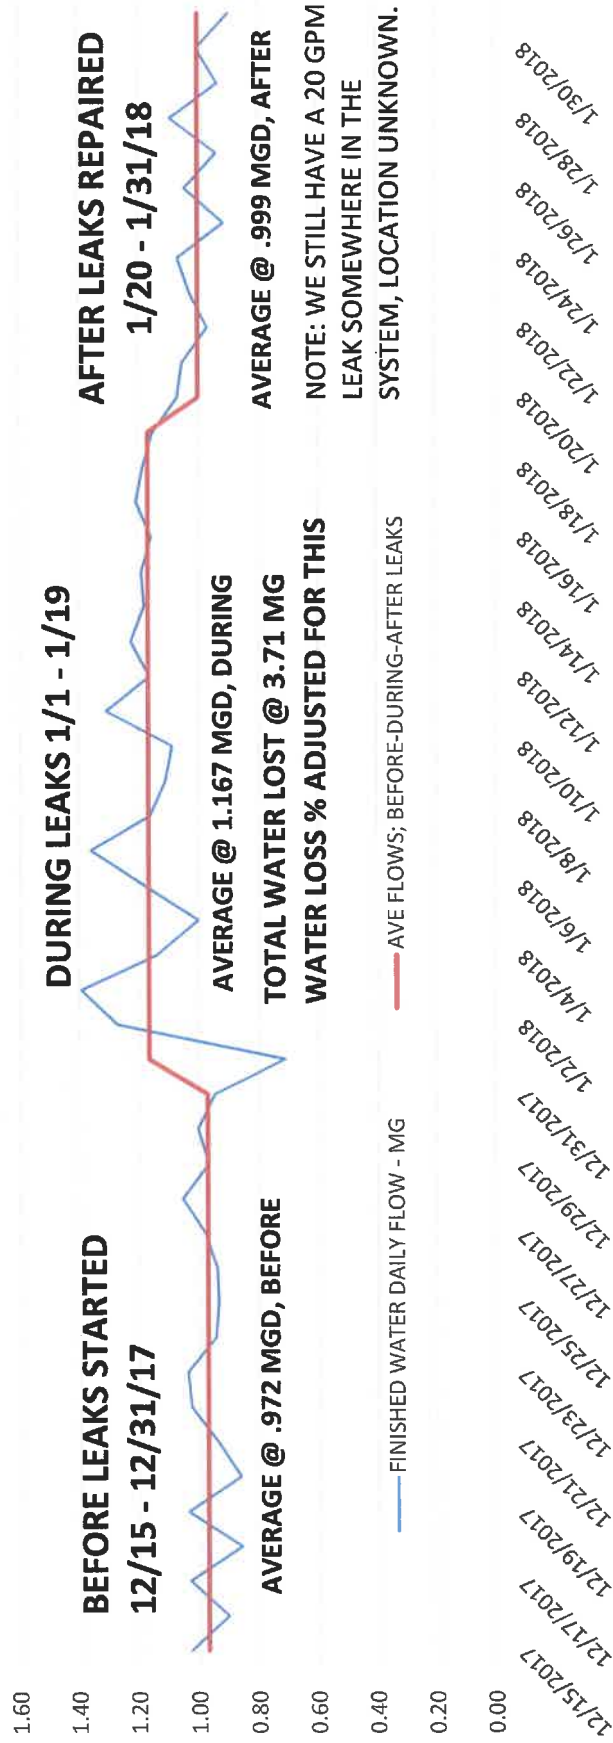 BEFORE LEAKS STARTED
12/15 - 12/31/17
DURING LEAKS 1/1 - 1/19
AFTER LEAKS REPAIRED
1/20 - 1/31/18
AVERAGE @ .972 MGD, BEFORE
AVERAGE @ 1.167 MGD, DURING
TOTAL WATER LOST @ 3.71 MG
WATER LOSS % ADJUSTED FOR THIS
AVERAGE @ .999 MGD, AFTER
NOTE: WE STILL HAVE A 20 GPM
LEAK SOMEWHERE IN THE
SYSTEM, LOCATION UNKNOWN.
FINISHED WATER DAILY FLOW - MG
AVE FLOWS; BEFORE-DURING-AFTER LEAKS
1.60
1.40
1.20
1.00
0.80
0.60
0.40
0.20
0.00
12/15/2017
12/17/2017
12/19/2017
12/21/2017
12/23/2017
12/25/2017
12/27/2017
12/29/2017
12/31/2017
1/2/2018
1/4/2018
1/6/2018
1/8/2018
1/10/2018
1/12/2018
1/14/2018
1/16/2018
1/18/2018
1/20/2018
1/22/2018
1/24/2018
1/26/2018
1/28/2018
1/30/2018